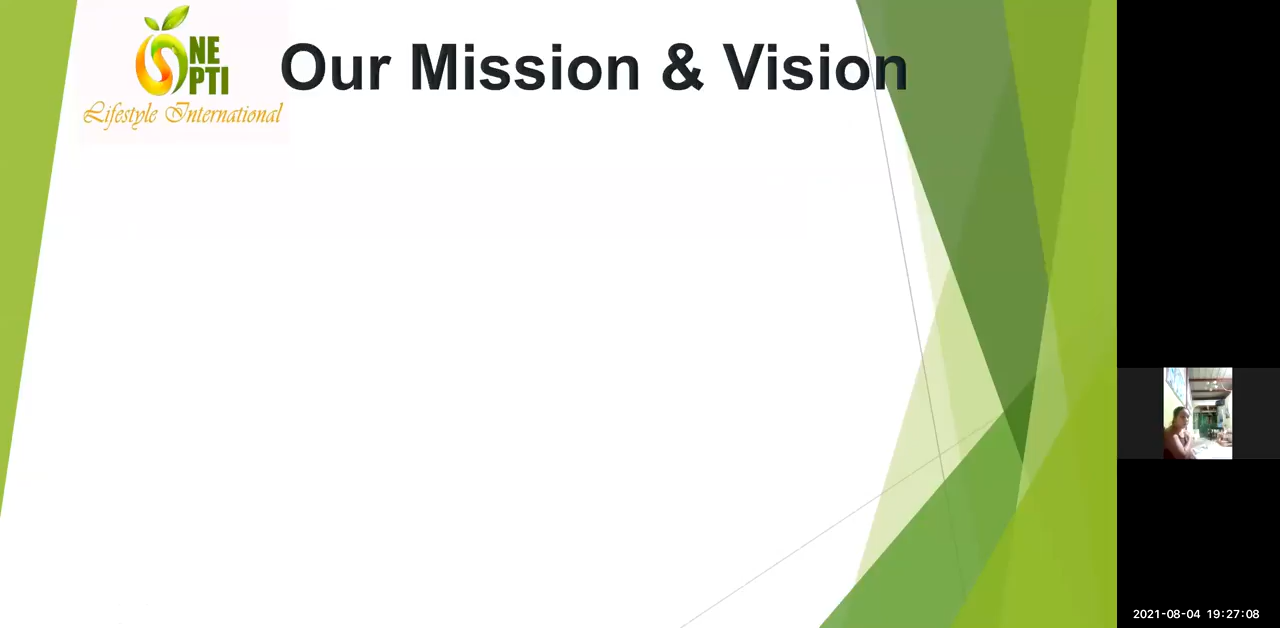 ONE
OPTI
Lifestyle International
Our Mission & Vision
2021-08-04 19:27:08